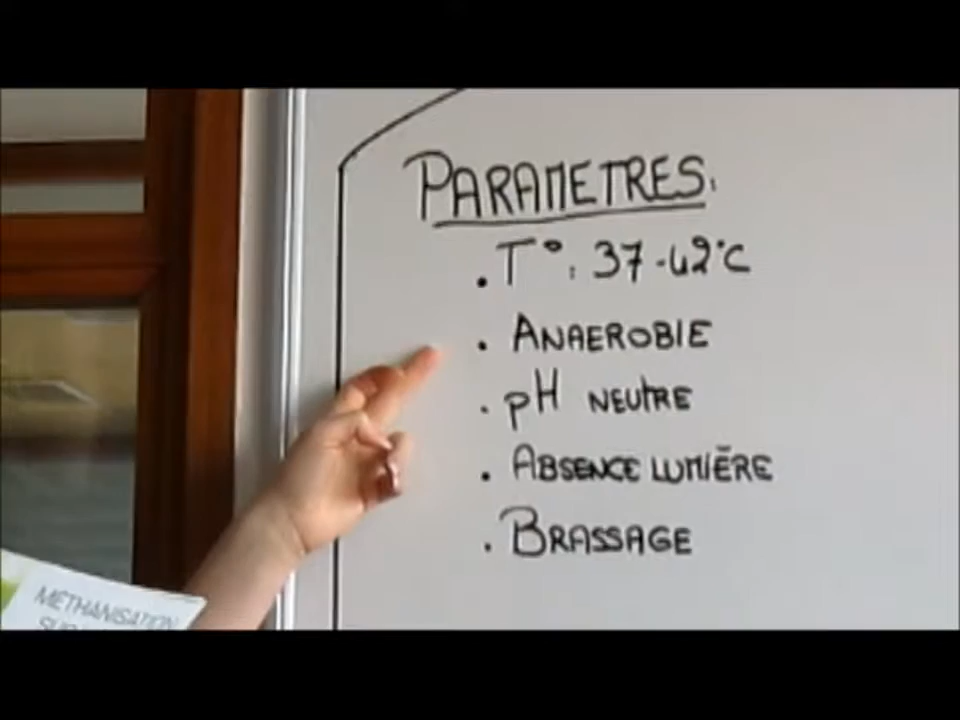 PARAMETRES:
. T° : 37-42°C
. ANAEROBIE
. pH NEUTRE
. ABSENCE LUMIÈRE
. BRASSAGE
METHANISATION